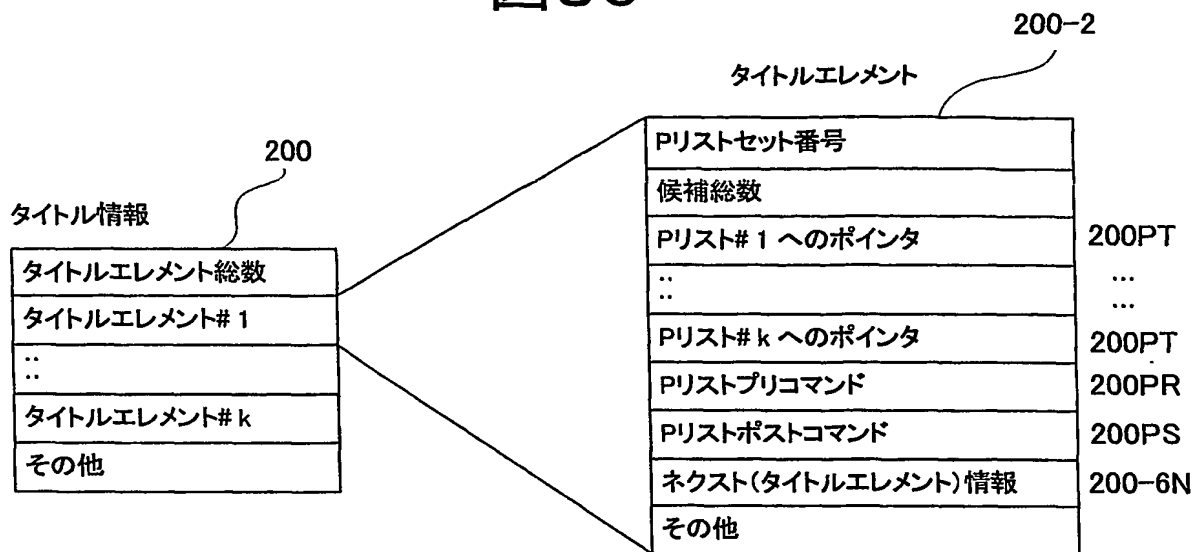 200-2
タイトルエレメント
Pリストセット番号
候補総数
Pリスト#1 へのポインタ
200PT
::
...
::
...
Pリスト#k へのポインタ
200PT
Pリストプリコマンド
200PR
Pリストポストコマンド
200PS
ネクスト(タイトルエレメント)情報
200-6N
その他
200
タイトル情報
タイトルエレメント総数
タイトルエレメント#1
::
::
タイトルエレメント#k
その他